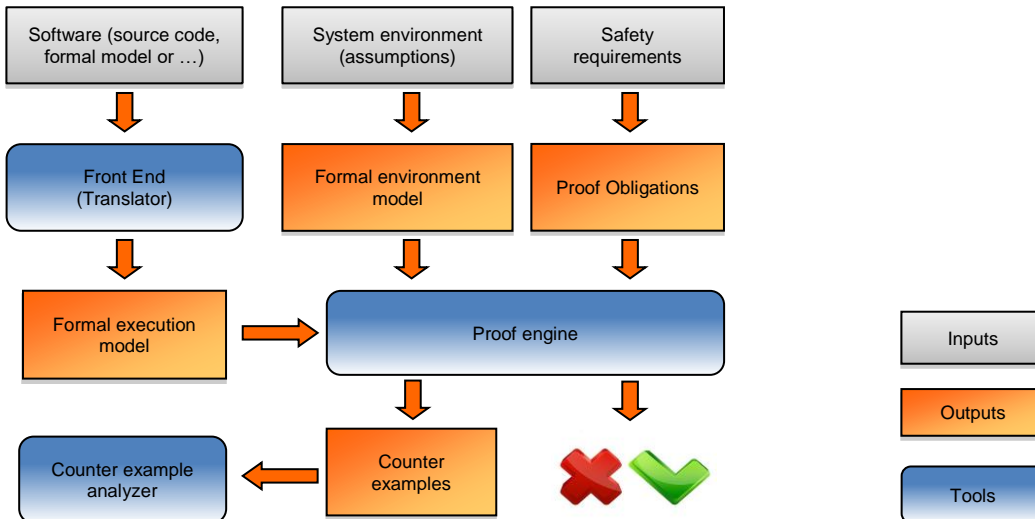 Software (source code,
formal model or …)
System environment
(assumptions)
Safety
requirements
Front End
(Translator)
Formal environment
model
Proof Obligations
Formal execution
model
Proof engine
Inputs
Outputs
Counter example
analyzer
Counter
examples
Tools